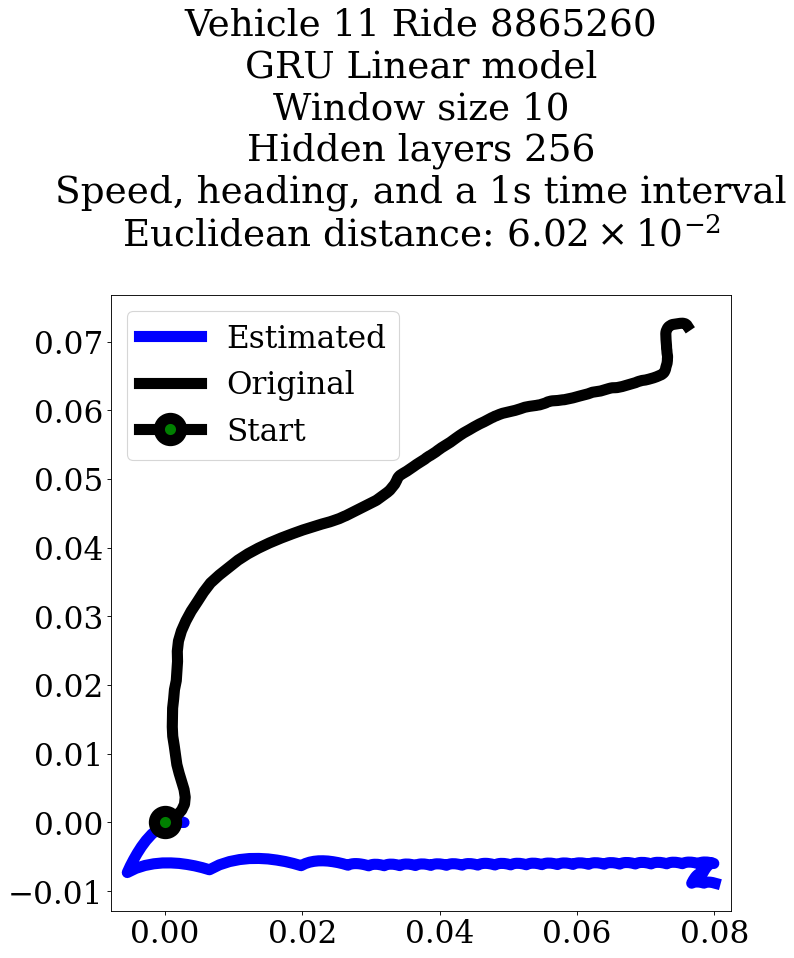 Vehicle 11 Ride 8865260
GRU Linear model
Window size 10
Hidden layers 256
Speed, heading, and a 1s time interval
Euclidean distance: 6.02 × 10⁻²
Estimated
Original
Start
0.07
0.06
0.05
0.04
0.03
0.02
0.01
0.00
−0.01
0.00 0.02 0.04 0.06 0.08